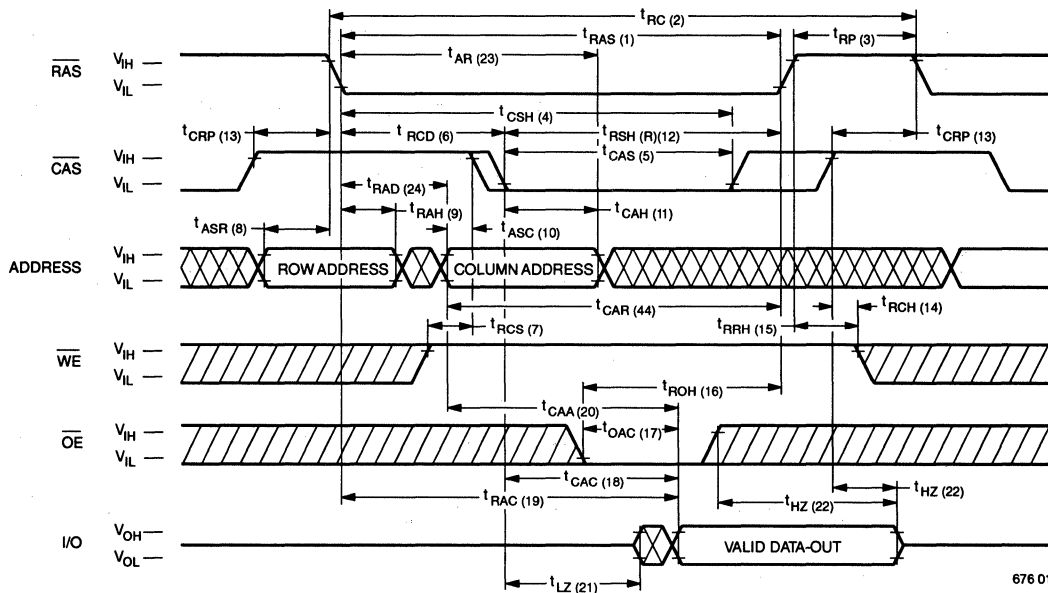 tRC (2)
tRAS (1)
tRP (3)
tAR (23)
RAS
VIH
VIL
tCSH (4)
tCRP (13)
tRCD (6)
tRSH (R)(12)
tCRP (13)
tCAS (5)
CAS
VIH
VIL
tRAD (24)
tRAH (9)
tCAH (11)
tASR (8)
tASC (10)
ADDRESS
VIH
VIL
ROW ADDRESS
COLUMN ADDRESS
tCAR (44)
tRCH (14)
tRCS (7)
tRRH (15)
WE
VIH
VIL
tROH (16)
tCAA (20)
tOAC (17)
OE
VIH
VIL
tCAC (18)
tHZ (22)
tRAC (19)
tHZ (22)
I/O
VOH
VOL
VALID DATA-OUT
tLZ (21)
676 01